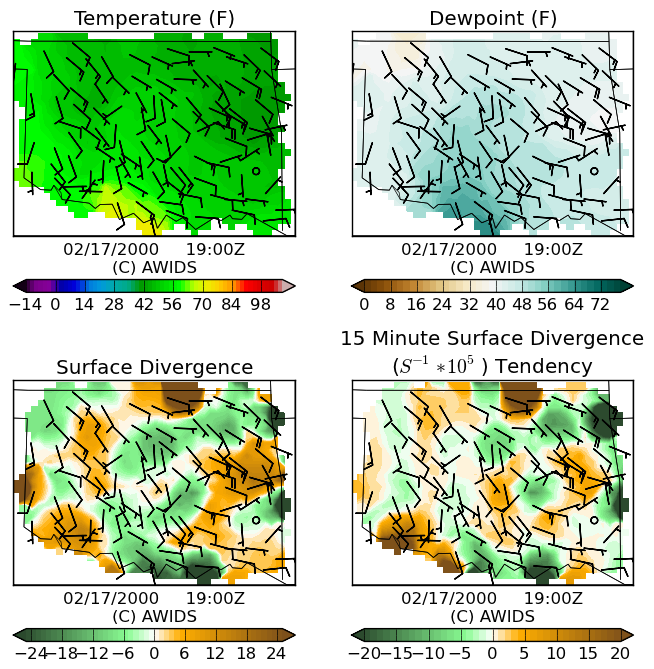 Temperature (F)
Dewpoint (F)
02/17/2000 19:00Z
02/17/2000 19:00Z
(C) AWIDS
(C) AWIDS
−14 0 14 28 42 56 70 84 98
0 8 16 24 32 40 48 56 64 72
15 Minute Surface Divergence
Surface Divergence
(S⁻¹ *10⁵ ) Tendency
02/17/2000 19:00Z
02/17/2000 19:00Z
(C) AWIDS
(C) AWIDS
−24 −18 −12 −6 0 6 12 18 24
−20 −15 −10 −5 0 5 10 15 20